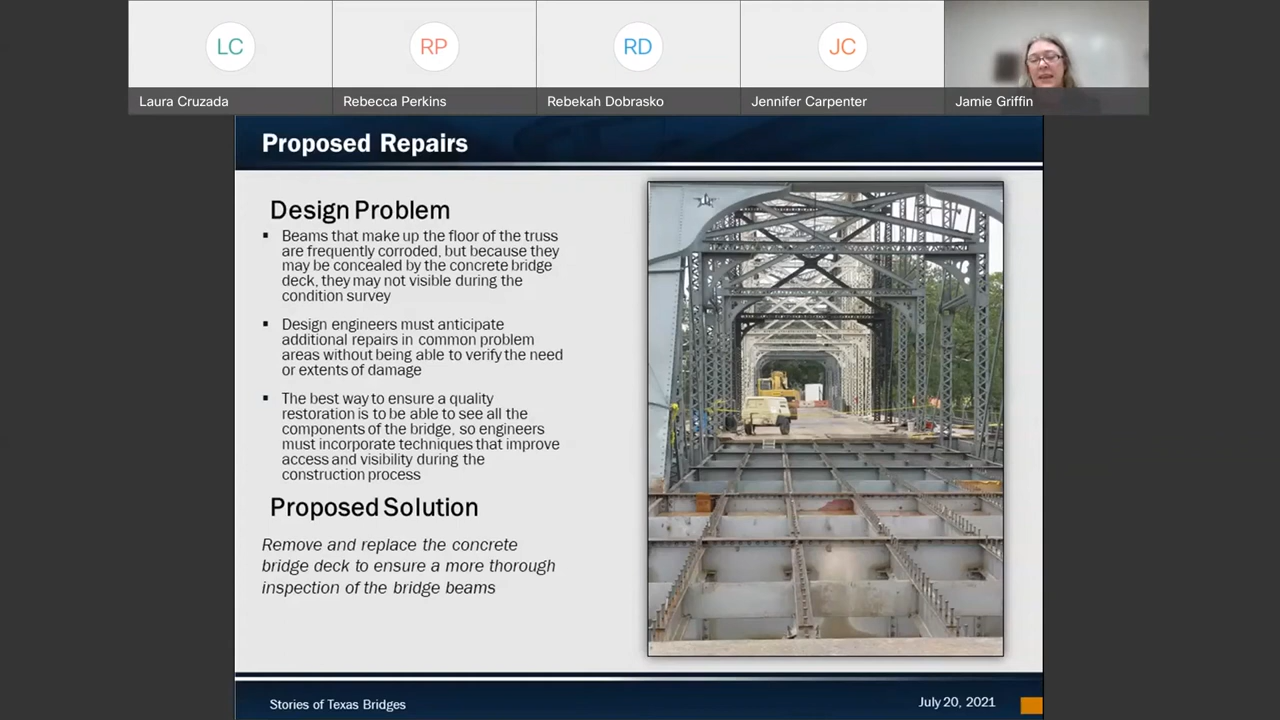 LC
RP
RD
JC
Laura Cruzada
Rebecca Perkins
Rebekah Dobrasko
Jennifer Carpenter
Jamie Griffin
Proposed Repairs
Design Problem
▪ Beams that make up the floor of the truss
are frequently corroded, but because they
may be concealed by the concrete bridge
deck, they may not visible during the
condition survey
▪ Design engineers must anticipate
additional repairs in common problem
areas without being able to verify the need
or extents of damage
▪ The best way to ensure a quality
restoration is to be able to see all the
components of the bridge, so engineers
must incorporate techniques that improve
access and visibility during the
construction process
Proposed Solution
Remove and replace the concrete
bridge deck to ensure a more thorough
inspection of the bridge beams
Stories of Texas Bridges
July 20, 2021